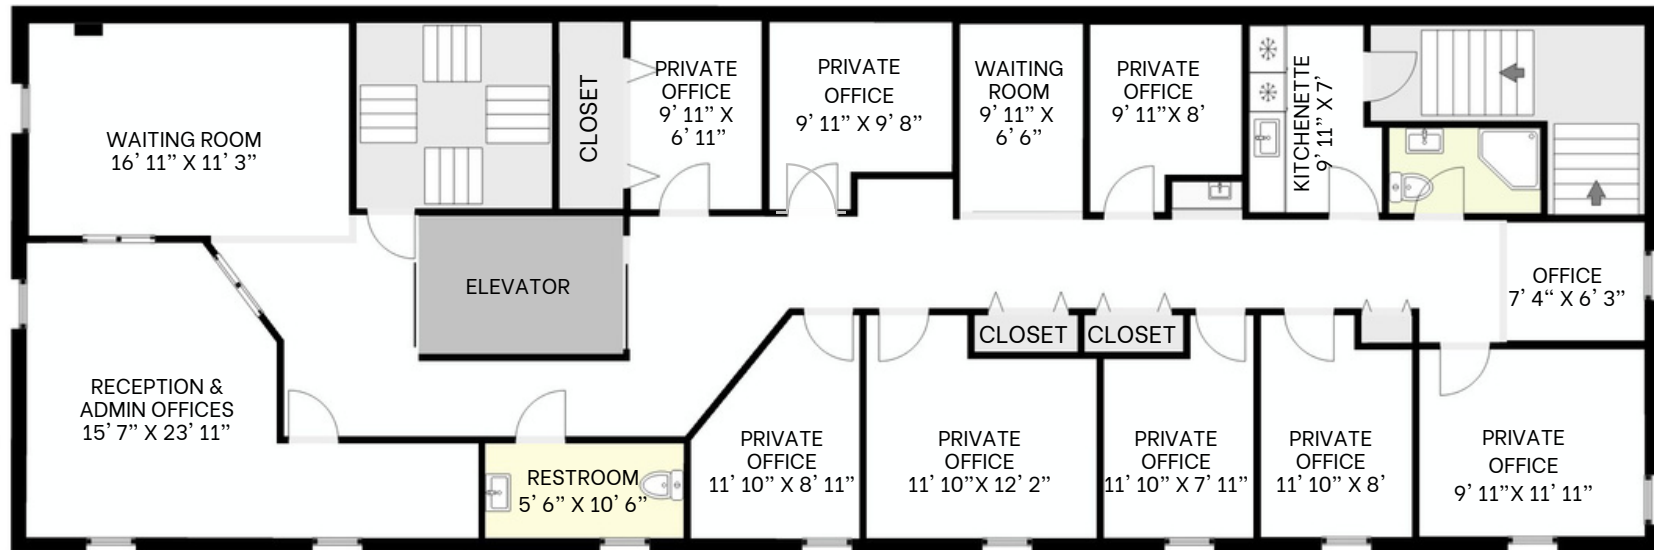 WAITING ROOM
16' 11” X 11' 3”
CLOSET
PRIVATE
OFFICE
9' 11” X
6' 11”
PRIVATE
OFFICE
9' 11” X 9' 8”
WAITING
ROOM
9' 11” X
6' 6”
PRIVATE
OFFICE
9' 11”X 8'
KITCHENETTE
9' 11” X 7'
ELEVATOR
OFFICE
7' 4“ X 6' 3”
CLOSET
CLOSET
RECEPTION &
ADMIN OFFICES
15' 7” X 23' 11”
RESTROOM
5' 6” X 10' 6”
PRIVATE
OFFICE
11' 10” X 8' 11”
PRIVATE
OFFICE
11' 10”X 12' 2”
PRIVATE
OFFICE
11' 10” X 7' 11”
PRIVATE
OFFICE
11' 10” X 8'
PRIVATE
OFFICE
9' 11”X 11' 11”